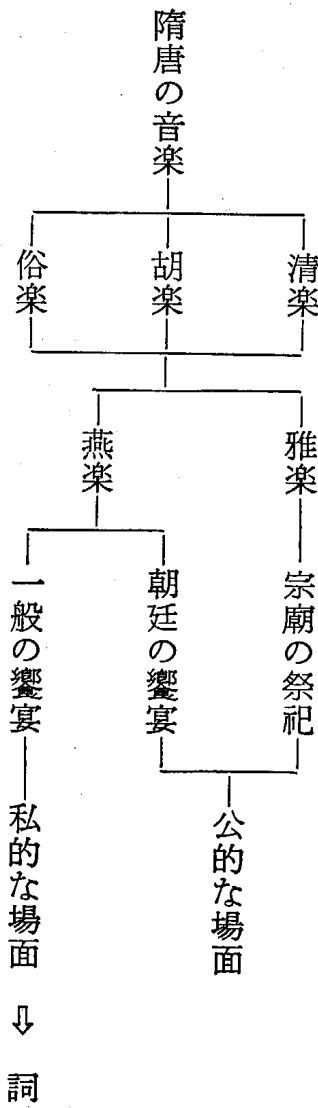 隋唐の音楽
清楽
胡楽
俗楽
雅楽
燕楽
宗廟の祭祀
朝廷の饗宴
一般の饗宴
公的な場面
私的な場面 ⇩ 詞